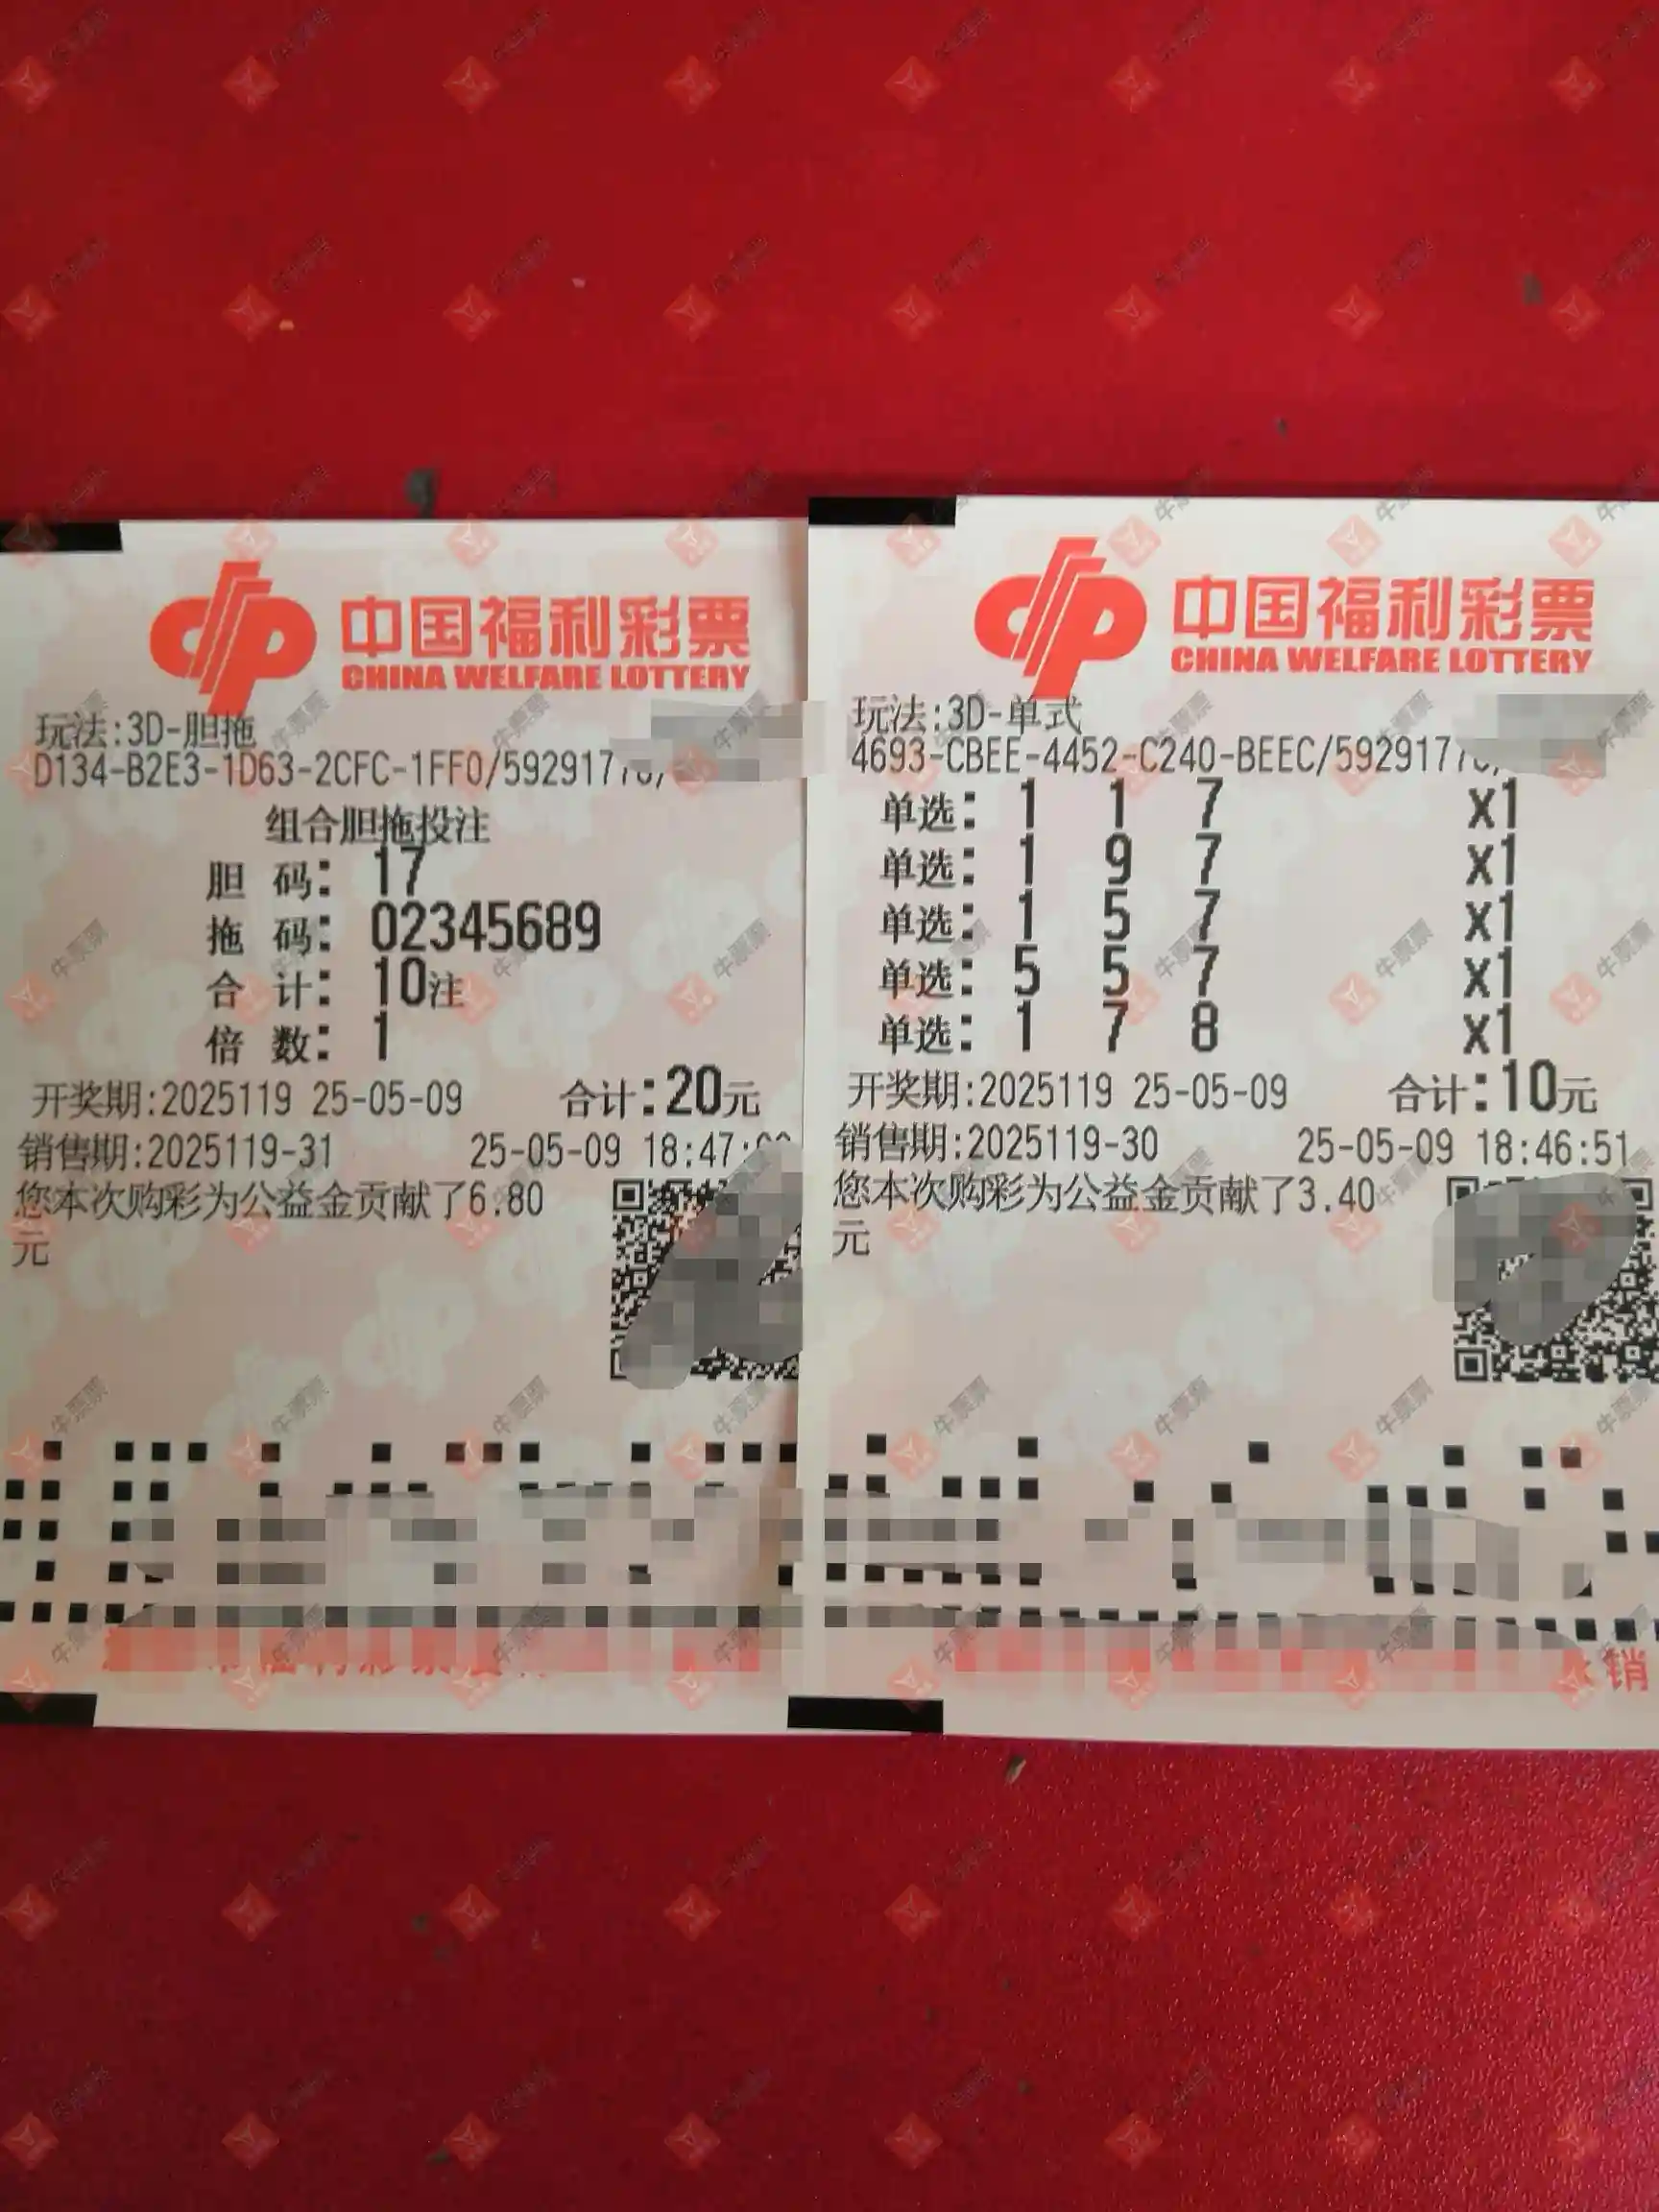 中国福利彩票
CHINA WELFARE LOTTERY
玩法:3D-胆拖
D134-B2E3-1D63-2CFC-1FF0/592917
组合胆拖投注
胆 码: 17
拖 码: 02345689
合 计: 10注
倍 数: 1
开奖期:2025119 25-05-09 合计:20元
销售期:2025119-31 25-05-09 18:47:
您本次购彩为公益金贡献了6.80
元
中国福利彩票
CHINA WELFARE LOTTERY
玩法:3D-单式
4693-CBEE-4452-C240-BEEC/592917
单选: 1 1 7 x1
单选: 1 9 7 x1
单选: 1 5 7 x1
单选: 5 5 7 x1
单选: 1 7 8 x1
开奖期:2025119 25-05-09 合计:10元
销售期:2025119-30 25-05-09 18:46:51
您本次购彩为公益金贡献了3.40
元
销
牛票票